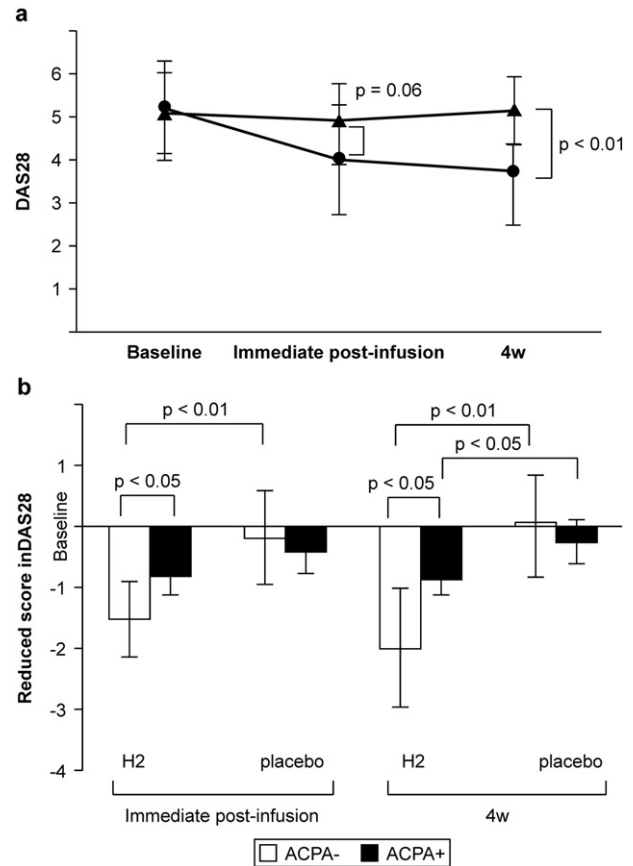 a
7
6
5
4
3
2
1
DAS28
p = 0.06
p < 0.01
Baseline Immediate post-infusion 4w
b
p < 0.01 p < 0.01
p < 0.05
p < 0.05 p < 0.05
1
Baseline
-1
-2
-3
-4
Reduced score inDAS28
H2 placebo H2 placebo
Immediate post-infusion 4w
ACPA- ACPA+